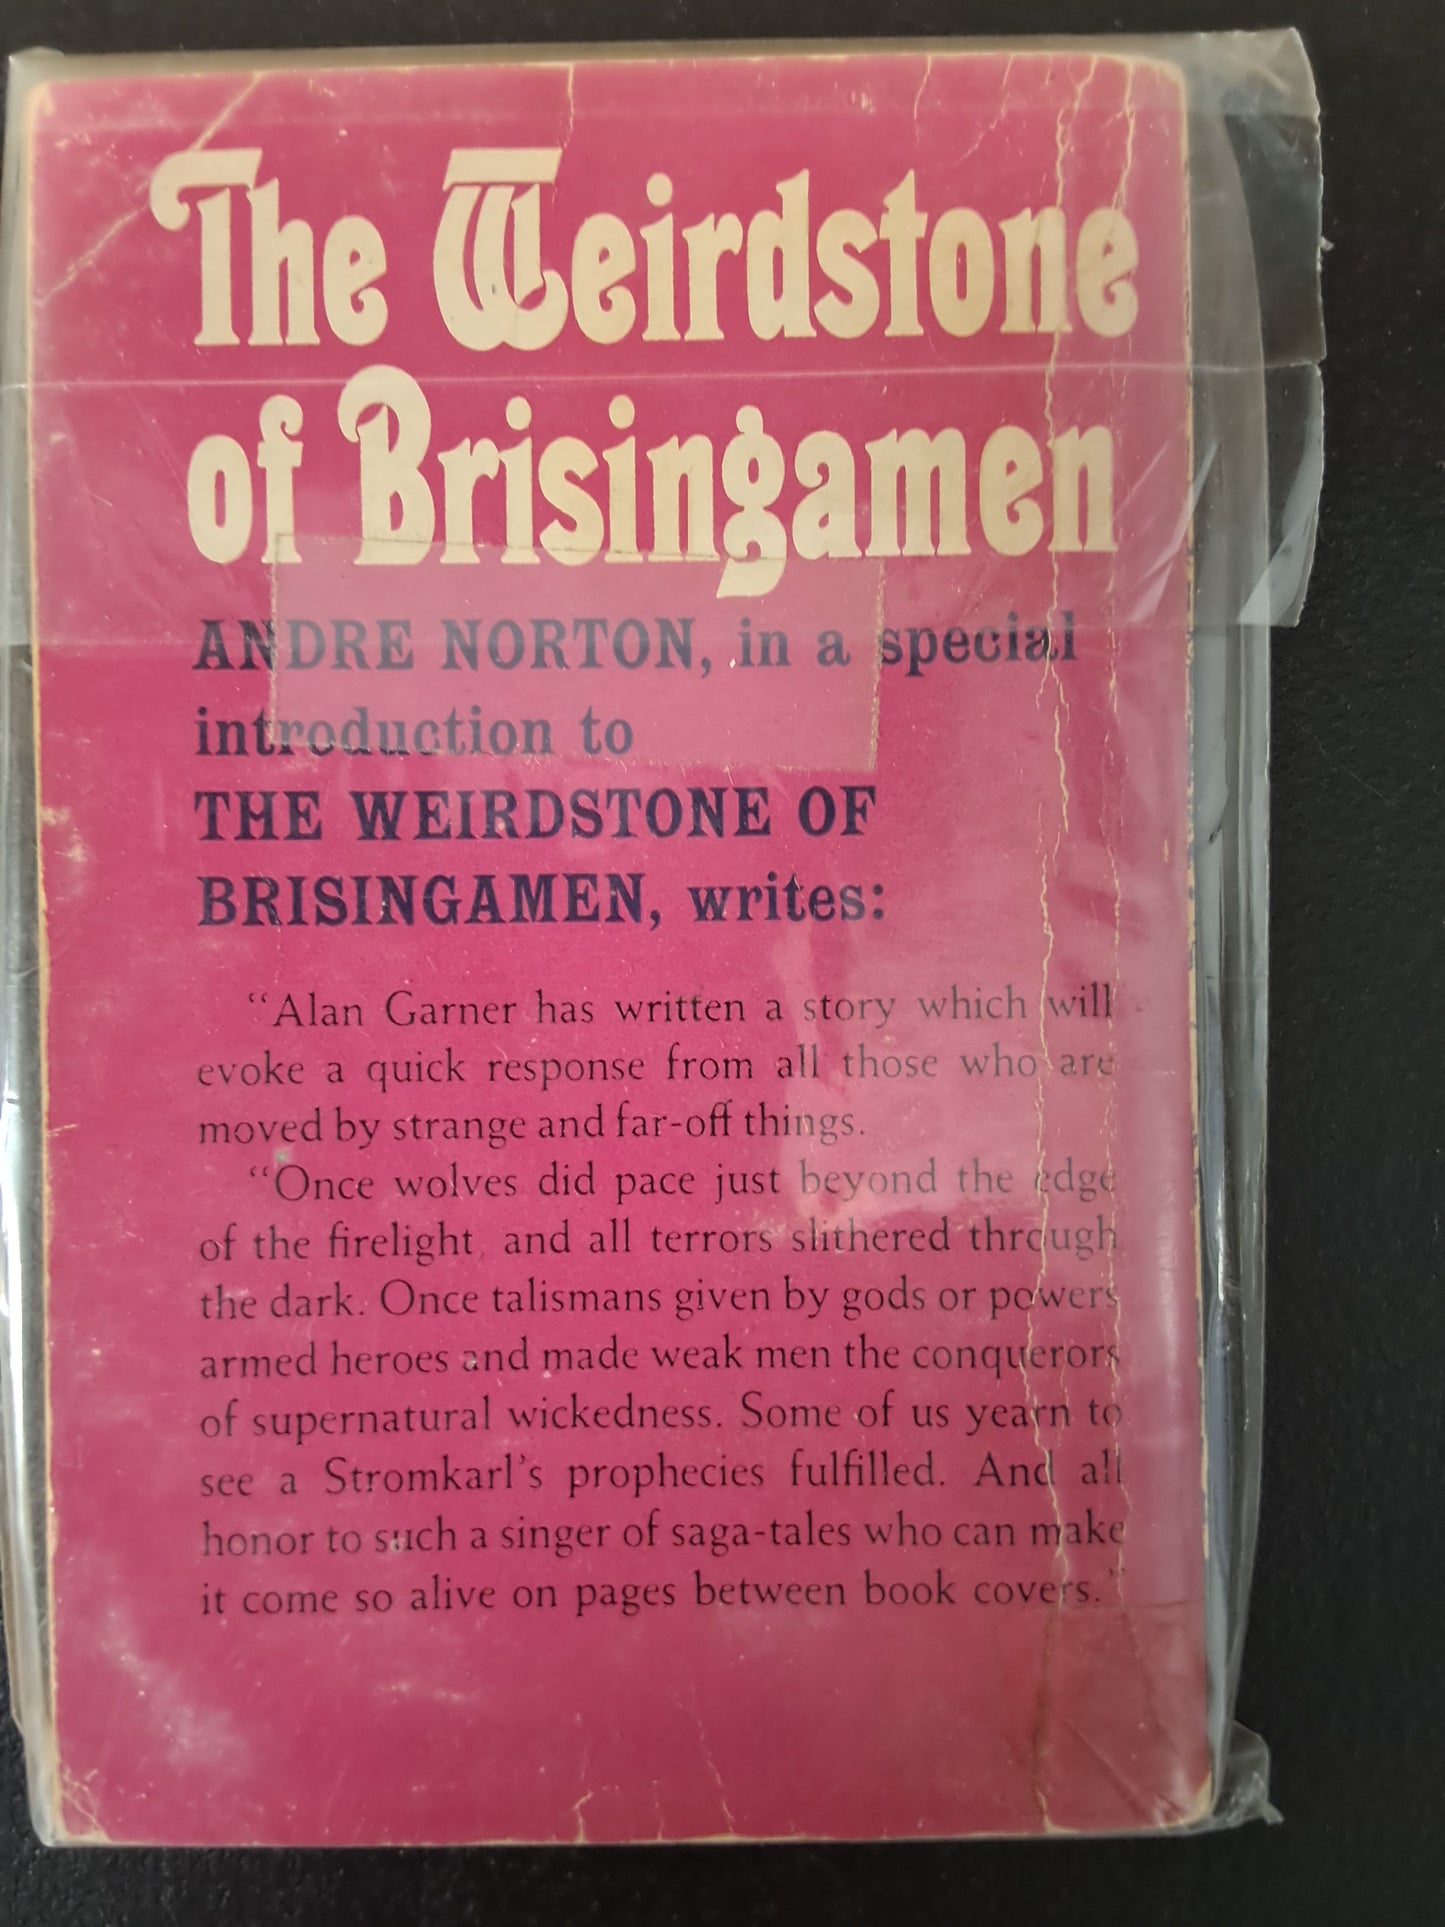 The Weirdstone
of Brisingamen
ANDRE NORTON, in a special
introduction to
THE WEIRDSTONE OF
BRISINGAMEN, writes:
“Alan Garner has written a story which will
evoke a quick response from all those who are
moved by strange and far-off things.
“Once wolves did pace just beyond the edge
of the firelight, and all terrors slithered through
the dark. Once talismans given by gods or powers
armed heroes and made weak men the conquerors
of supernatural wickedness. Some of us yearn to
see a Stromkarl’s prophecies fulfilled. And all
honor to such a singer of saga-tales who can make
it come so alive on pages between book covers.”